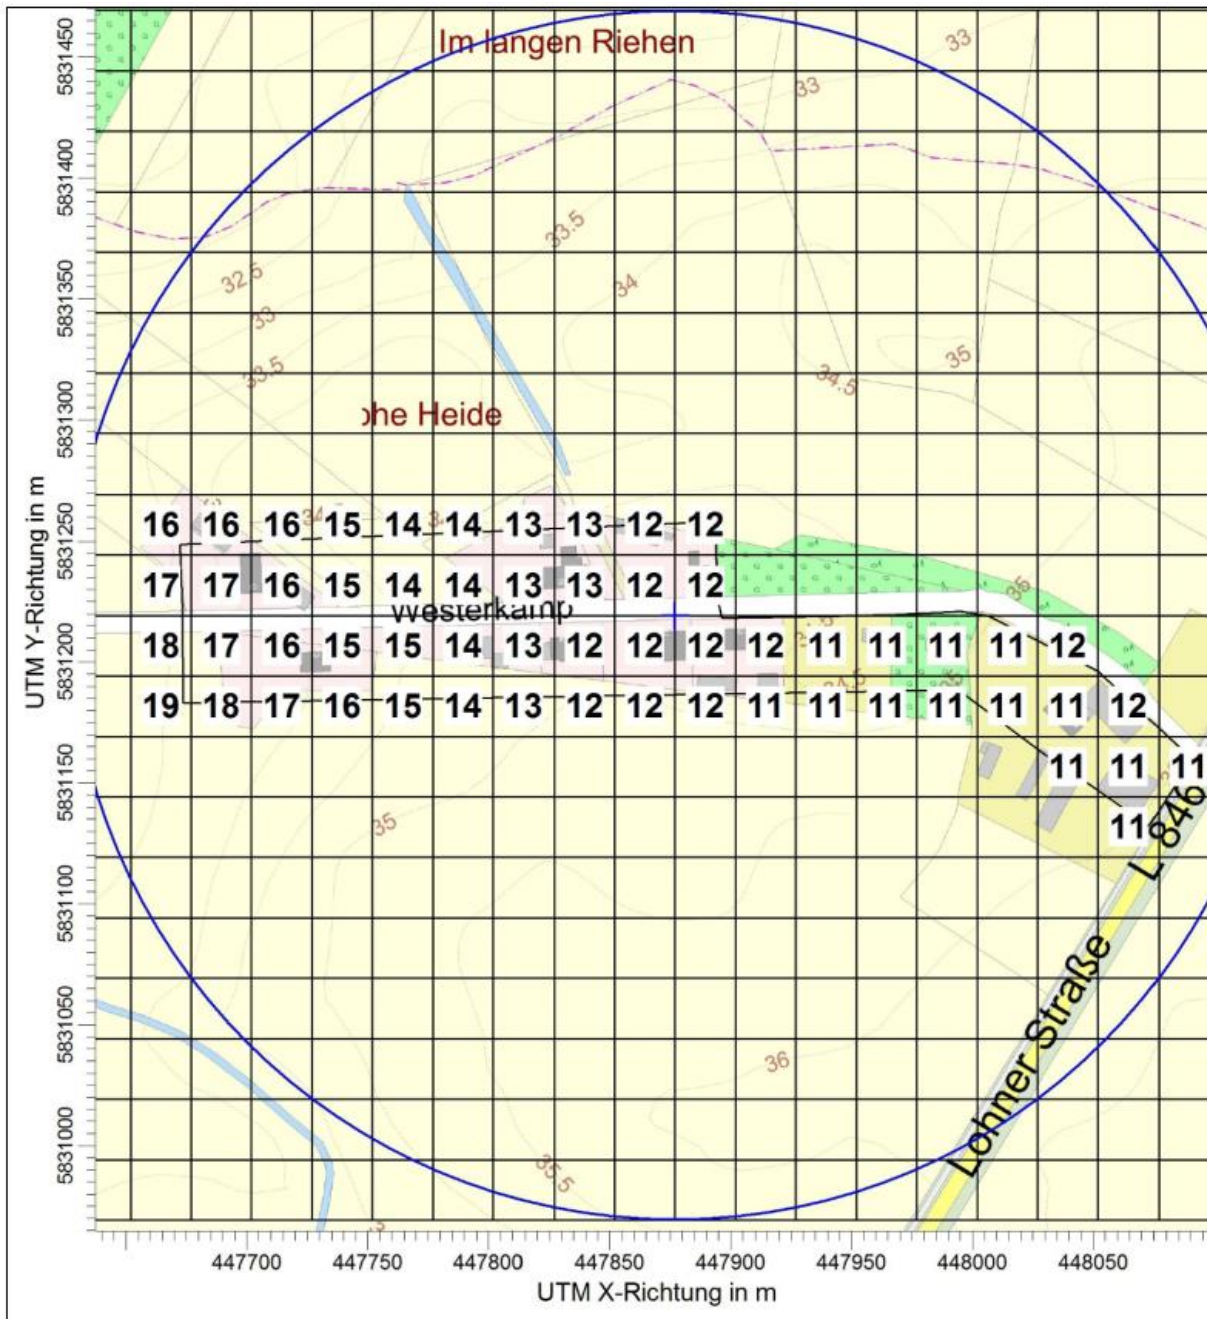 Im langen Riehen
33
33
33.5
32.5
34
33
33.5
34.5
35
ohe Heide
16 16 16 15 14 14 13 13 12 12
17 17 16 15 14 14 13 13 12 12
Westerkamp
35
18 17 16 15 15 14 13 12 12 12 12 11 11 11 11 12
34.5
19 18 17 16 15 14 13 12 12 12 11 11 11 11 11 11 12
11 11 11
35
11
L 846
Lohner Straße
36
35.5
5831450
5831400
5831350
5831300
5831250
5831200
5831150
5831100
5831050
5831000
UTM Y-Richtung in m
447700 447750 447800 447850 447900 447950 448000 448050
UTM X-Richtung in m